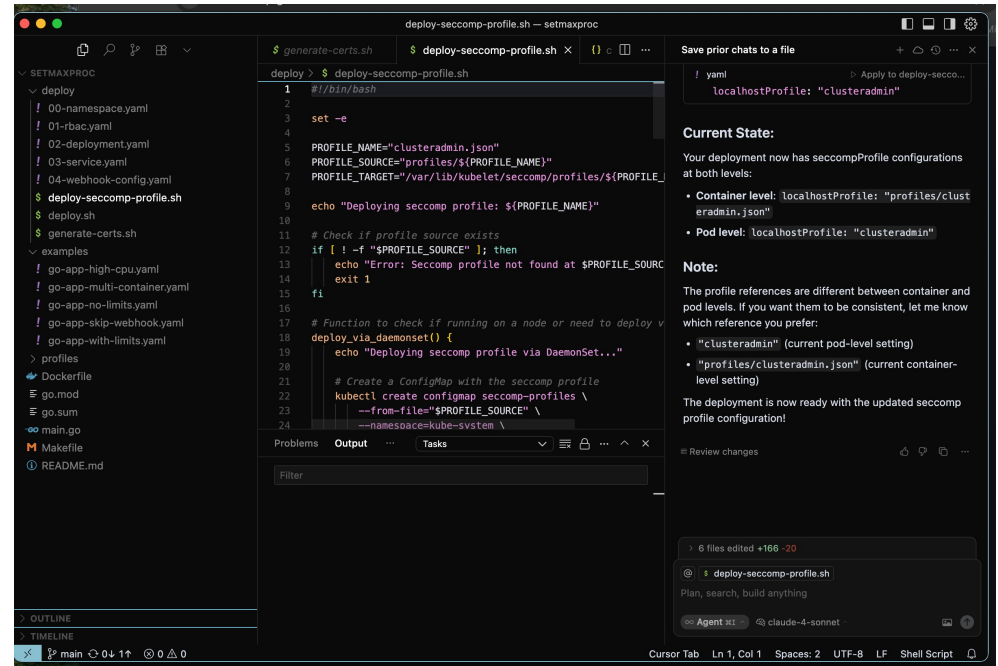 deploy-seccomp-profile.sh — setmaxproc
SETMAXPROC
deploy
! 00-namespace.yaml
! 01-rbac.yaml
! 02-deployment.yaml
! 03-service.yaml
! 04-webhook-config.yaml
$ deploy-seccomp-profile.sh
$ deploy.sh
$ generate-certs.sh
examples
! go-app-high-cpu.yaml
! go-app-multi-container.yaml
! go-app-no-limits.yaml
! go-app-skip-webhook.yaml
! go-app-with-limits.yaml
profiles
Dockerfile
go.mod
go.sum
main.go
M Makefile
README.md
OUTLINE
TIMELINE
$ generate-certs.sh
$ deploy-seccomp-profile.sh ×
{} c
deploy > $ deploy-seccomp-profile.sh
1 #!/bin/bash
2
3 set -e
4
5 PROFILE_NAME="clusteradmin.json"
6 PROFILE_SOURCE="profiles/${PROFILE_NAME}"
7 PROFILE_TARGET="/var/lib/kubelet/seccomp/profiles/${PROFILE_
8
9 echo "Deploying seccomp profile: ${PROFILE_NAME}"
10
11 # Check if profile source exists
12 if [ ! -f "$PROFILE_SOURCE" ]; then
13 echo "Error: Seccomp profile not found at $PROFILE_SOURC
14 exit 1
15 fi
16
17 # Function to check if running on a node or need to deploy v
18 deploy_via_daemonset() {
19 echo "Deploying seccomp profile via DaemonSet..."
20
21 # Create a ConfigMap with the seccomp profile
22 kubectl create configmap seccomp-profiles \
23 --from-file="$PROFILE_SOURCE" \
24 --namespace=kube-system \
Problems Output ··· Tasks
Filter
Save prior chats to a file
! yaml
Apply to deploy-secco...
localhostProfile: "clusteradmin"
Current State:
Your deployment now has seccompProfile configurations
at both levels:
• Container level: localhostProfile: "profiles/clust
eradmin.json"
• Pod level: localhostProfile: "clusteradmin"
Note:
The profile references are different between container and
pod levels. If you want them to be consistent, let me know
which reference you prefer:
• "clusteradmin" (current pod-level setting)
• "profiles/clusteradmin.json" (current container-
level setting)
The deployment is now ready with the updated seccomp
profile configuration!
Review changes
> 6 files edited +166 -20
@ $ deploy-seccomp-profile.sh
Plan, search, build anything
∞ Agent ⌘I
claude-4-sonnet
main 0↓ 1↑ 0 0
Cursor Tab Ln 1, Col 1 Spaces: 2 UTF-8 LF Shell Script